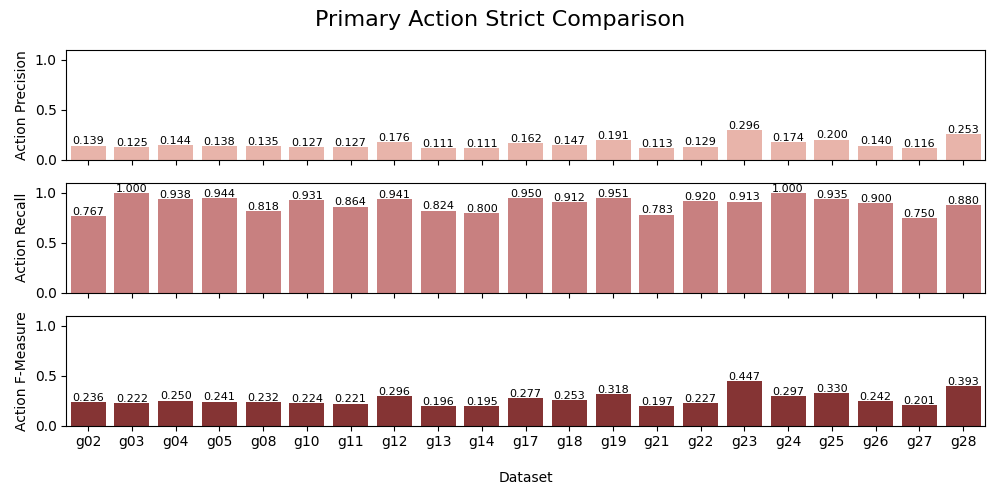 Primary Action Strict Comparison
Action Precision
1.0
0.5
0.0
0.139 0.125 0.144 0.138 0.135 0.127 0.127 0.176 0.111 0.111 0.162 0.147 0.191 0.113 0.129 0.296 0.174 0.200 0.140 0.116 0.253
Action Recall
1.0
0.5
0.0
0.767 1.000 0.938 0.944 0.818 0.931 0.864 0.941 0.824 0.800 0.950 0.912 0.951 0.783 0.920 0.913 1.000 0.935 0.900 0.750 0.880
Action F-Measure
1.0
0.5
0.0
0.236 0.222 0.250 0.241 0.232 0.224 0.221 0.296 0.196 0.195 0.277 0.253 0.318 0.197 0.227 0.447 0.297 0.330 0.242 0.201 0.393
g02 g03 g04 g05 g08 g10 g11 g12 g13 g14 g17 g18 g19 g21 g22 g23 g24 g25 g26 g27 g28
Dataset